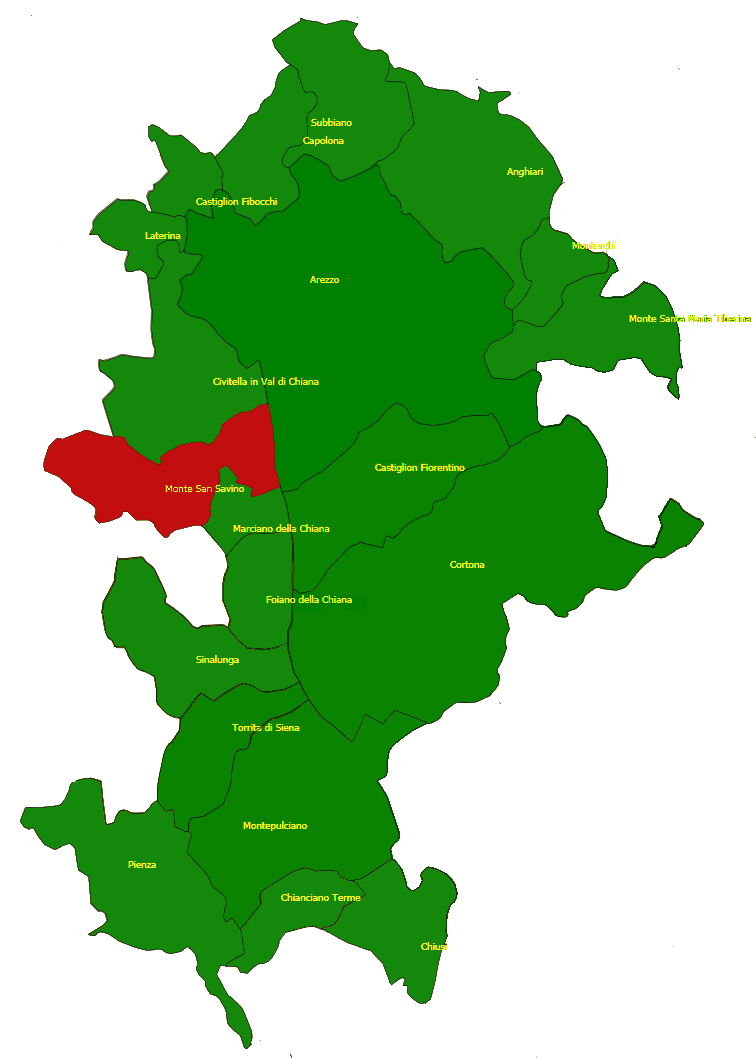 Subbiano
Capolona
Anghiari
Castiglion Fibocchi
Laterina
Monterchi
Arezzo
Monte Santa Maria Tiberina
Civitella in Val di Chiana
Castiglion Fiorentino
Monte San Savino
Marciano della Chiana
Cortona
Foiano della Chiana
Sinalunga
Torrita di Siena
Montepulciano
Pienza
Chianciano Terme
Chiusi